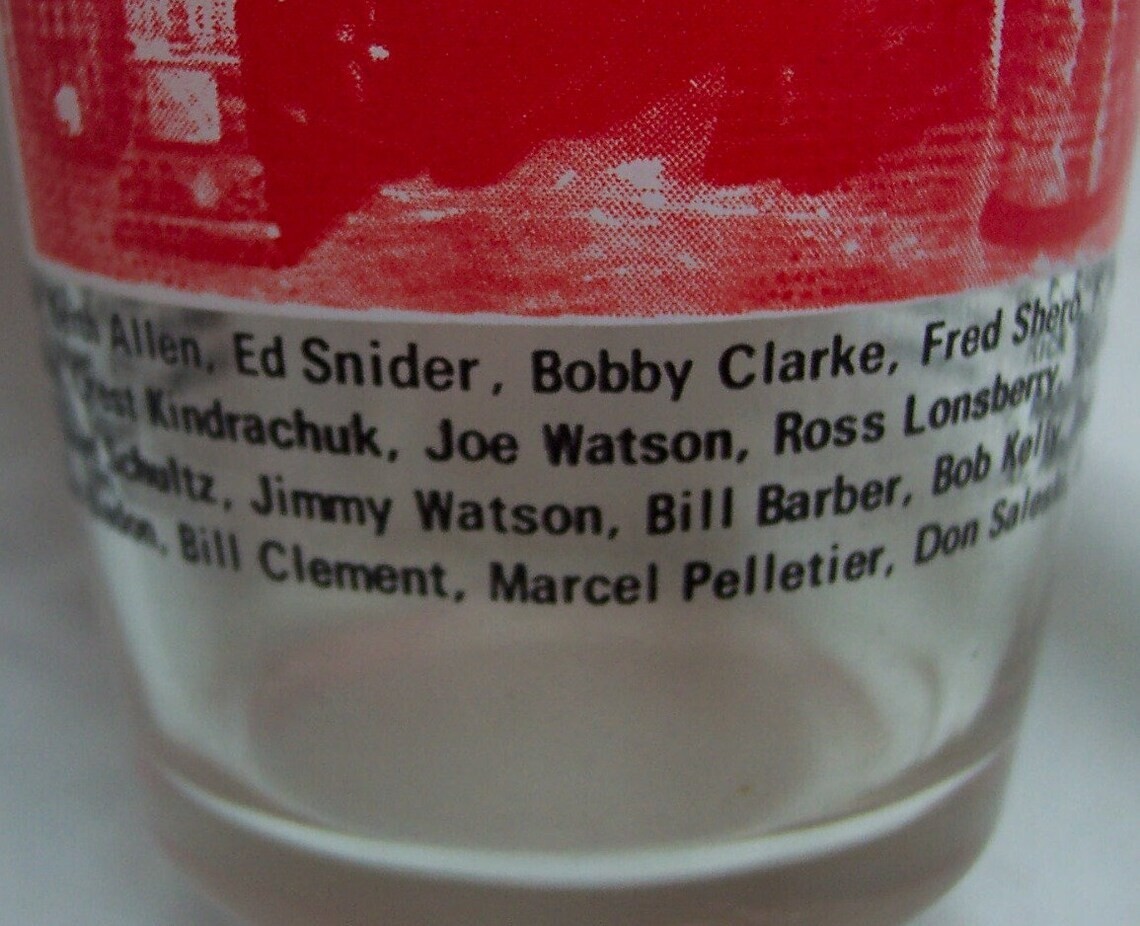 Allen, Ed Snider, Bobby Clarke, Fred Shero,
Orest Kindrachuk, Joe Watson, Ross Lonsberry,
Schultz, Jimmy Watson, Bill Barber, Bob Kelly,
Bill Clement, Marcel Pelletier, Don